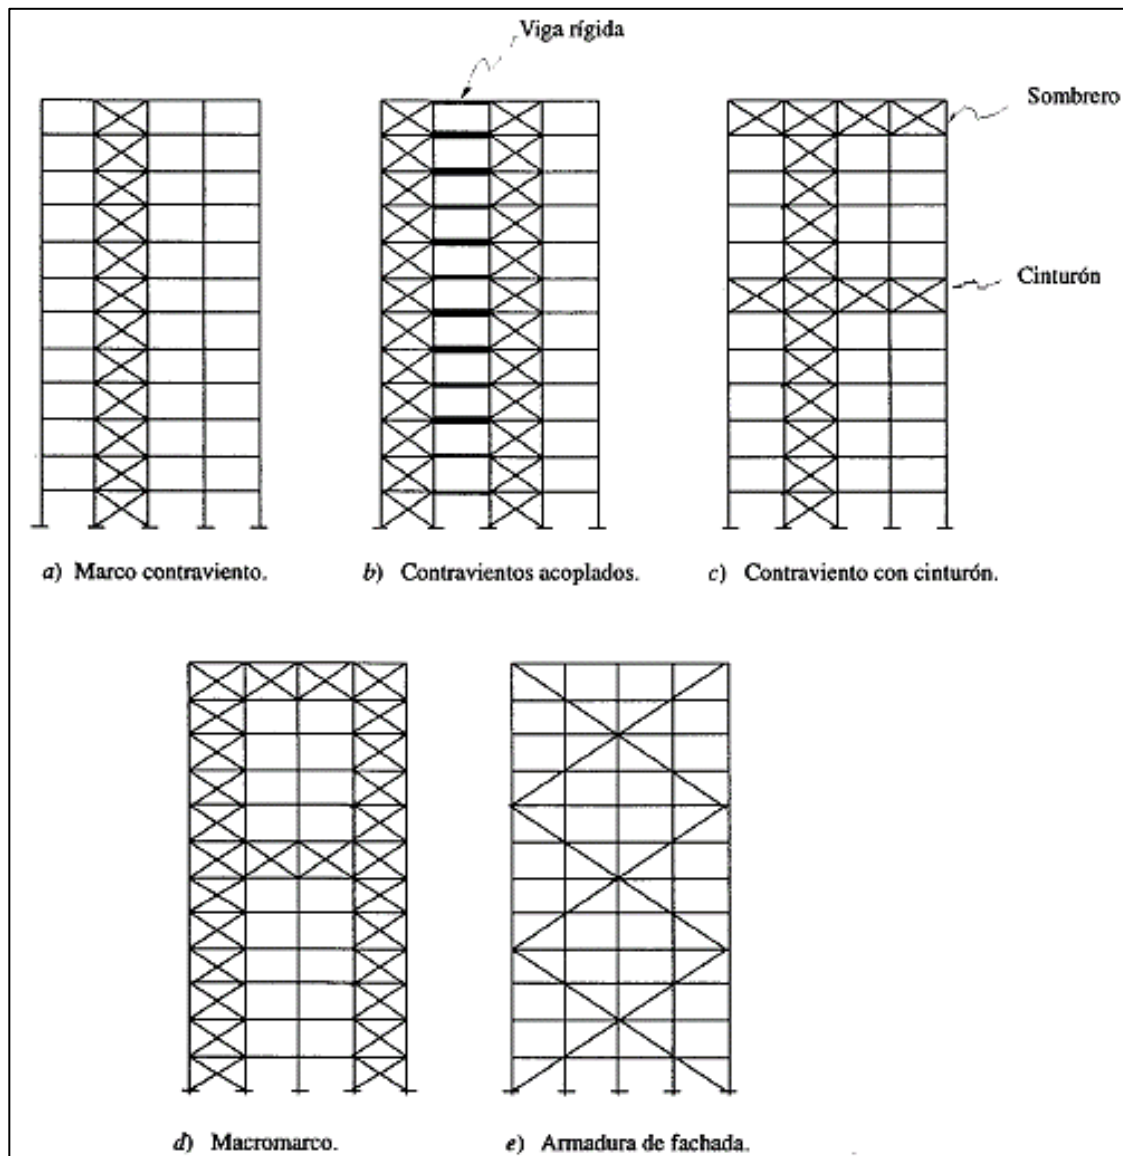 Viga rígida
Sombrero
Cinturón
a) Marco contraviento.
b) Contravientos acoplados.
c) Contraviento con cinturón.
d) Macromarco.
e) Armadura de fachada.